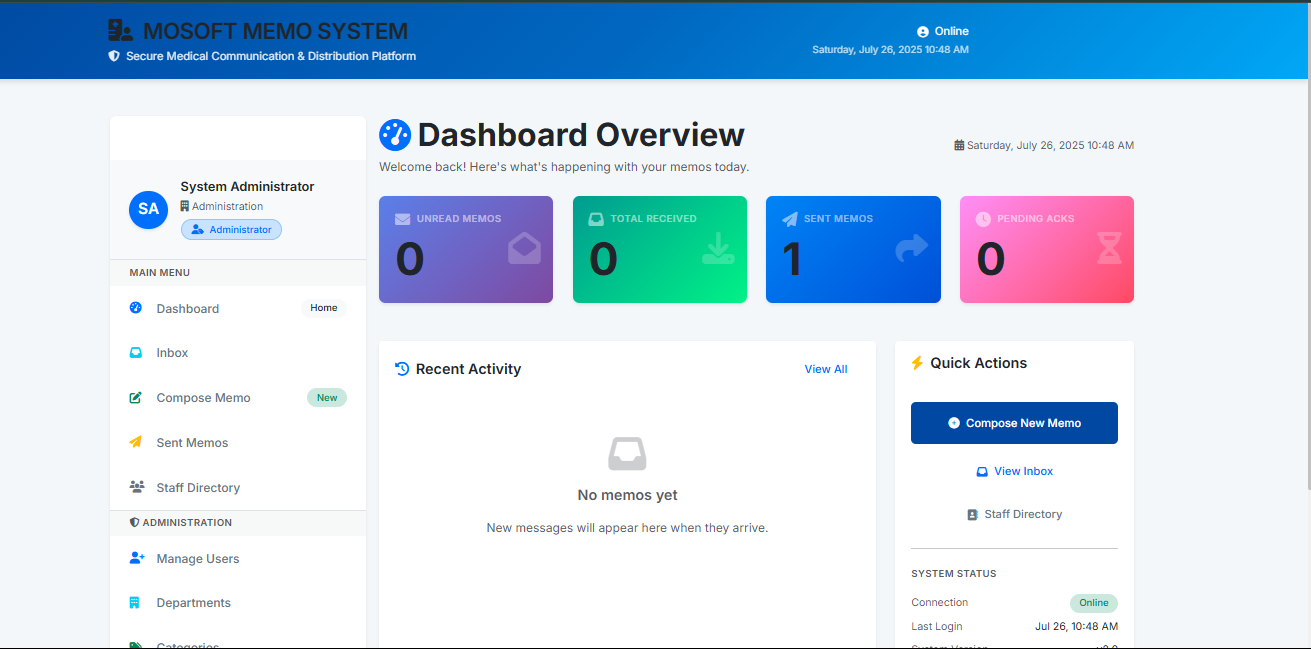 MOSOFT MEMO SYSTEM
Secure Medical Communication & Distribution Platform
Online
Saturday, July 26, 2025 10:48 AM
SA
System Administrator
Administration
Administrator
MAIN MENU
Dashboard
Home
Inbox
Compose Memo
New
Sent Memos
Staff Directory
ADMINISTRATION
Manage Users
Departments
Categories
Dashboard Overview
Welcome back! Here's what's happening with your memos today.
Saturday, July 26, 2025 10:48 AM
UNREAD MEMOS
0
TOTAL RECEIVED
0
SENT MEMOS
1
PENDING ACKS
0
Recent Activity
View All
No memos yet
New messages will appear here when they arrive.
Quick Actions
Compose New Memo
View Inbox
Staff Directory
SYSTEM STATUS
Connection
Online
Last Login
Jul 26, 10:48 AM
System Version